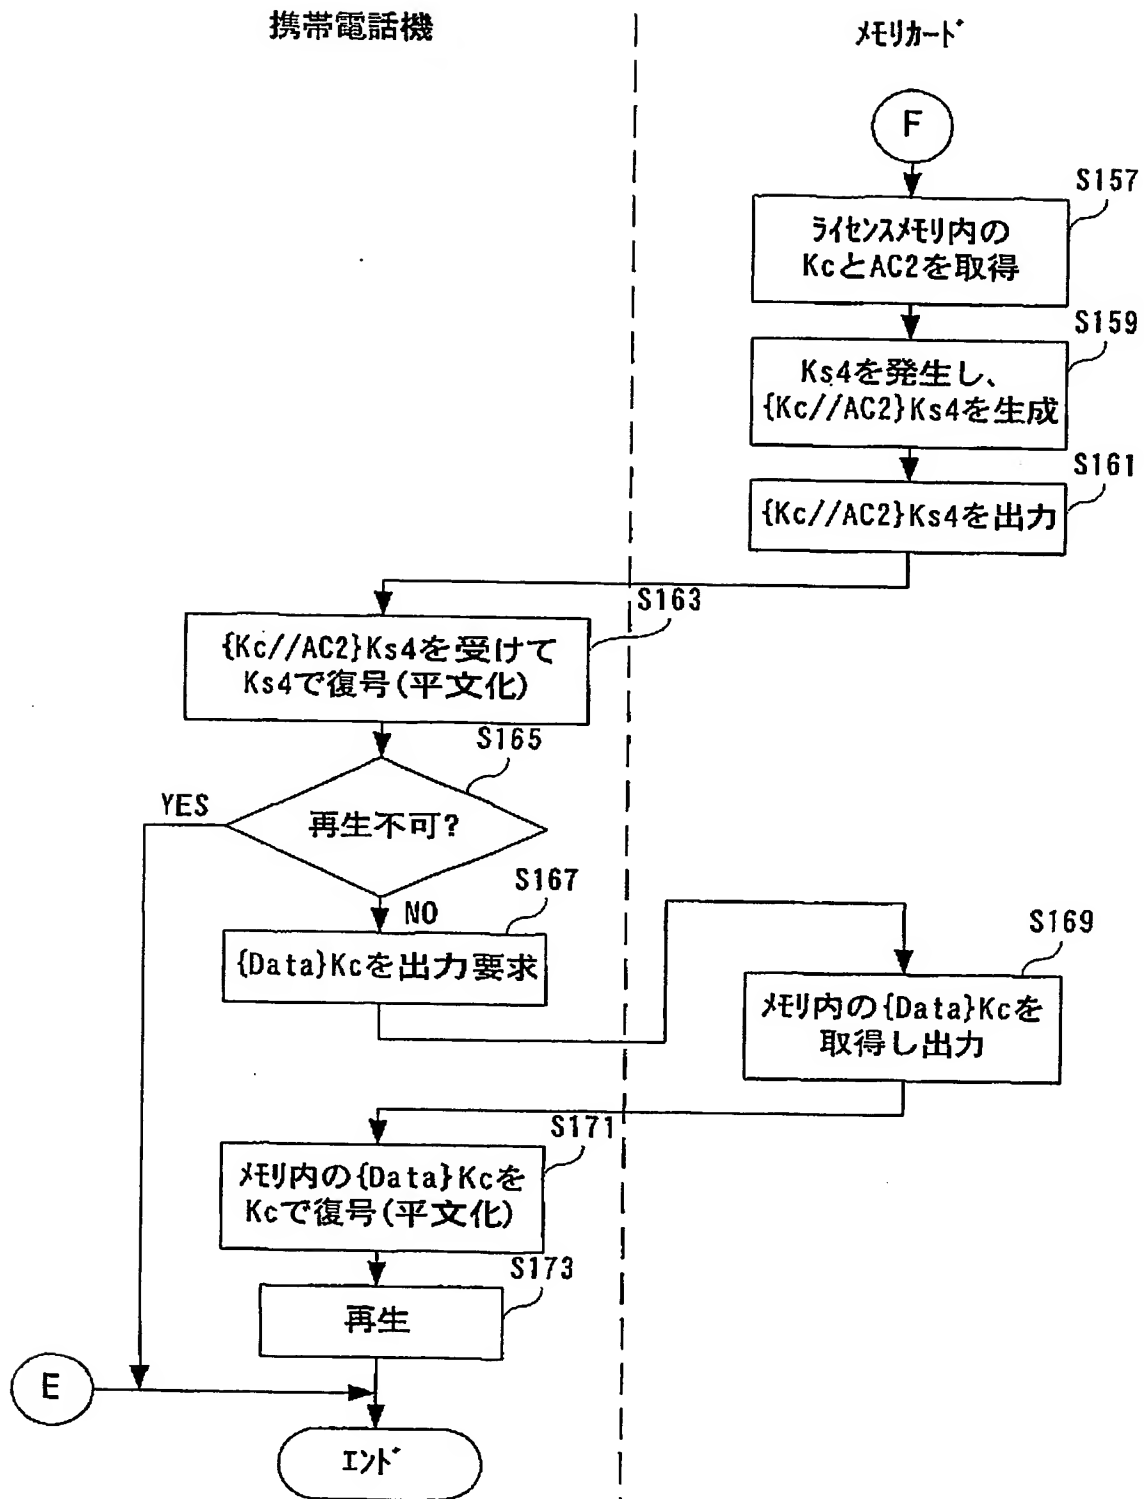 携帯電話機
メモリカード
F
S157
ライセンスメモリ内の
KcとAC2を取得
S159
Ks4を発生し、
{Kc//AC2}Ks4を生成
S161
{Kc//AC2}Ks4を出力
S163
{Kc//AC2}Ks4を受けて
Ks4で復号(平文化)
S165
YES
再生不可?
S167
NO
{Data}Kcを出力要求
S169
メモリ内の{Data}Kcを
取得し出力
S171
メモリ内の{Data}Kcを
Kcで復号(平文化)
S173
再生
E
エンド